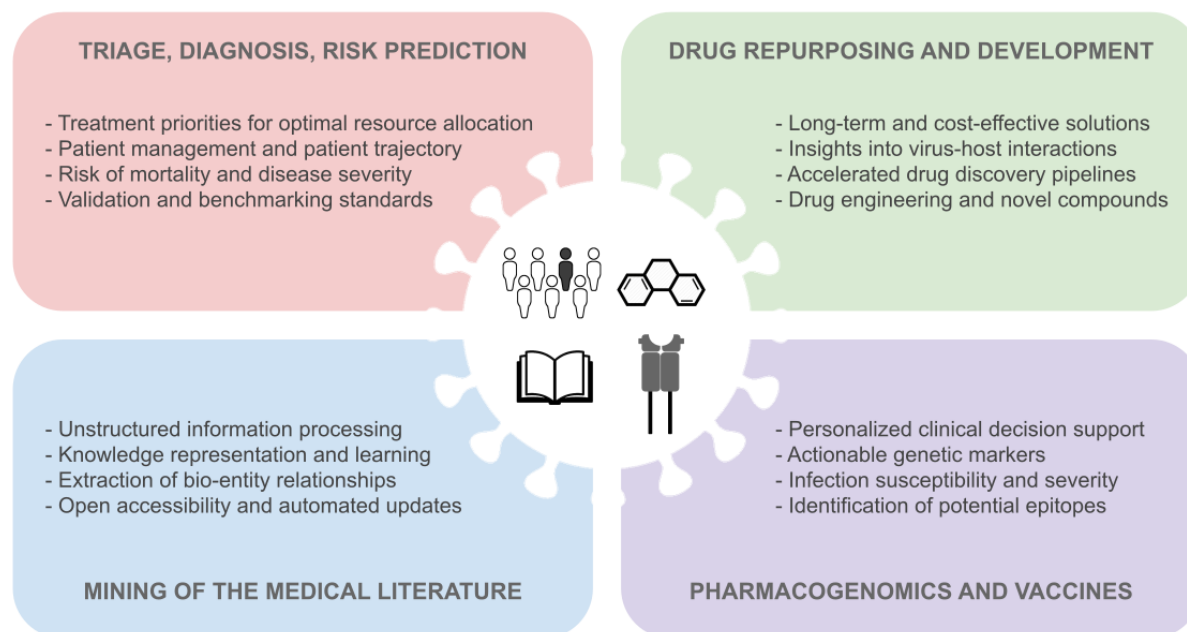 TRIAGE, DIAGNOSIS, RISK PREDICTION
- Treatment priorities for optimal resource allocation
- Patient management and patient trajectory
- Risk of mortality and disease severity
- Validation and benchmarking standards
DRUG REPURPOSING AND DEVELOPMENT
- Long-term and cost-effective solutions
- Insights into virus-host interactions
- Accelerated drug discovery pipelines
- Drug engineering and novel compounds
- Unstructured information processing
- Knowledge representation and learning
- Extraction of bio-entity relationships
- Open accessibility and automated updates
MINING OF THE MEDICAL LITERATURE
- Personalized clinical decision support
- Actionable genetic markers
- Infection susceptibility and severity
- Identification of potential epitopes
PHARMACOGENOMICS AND VACCINES